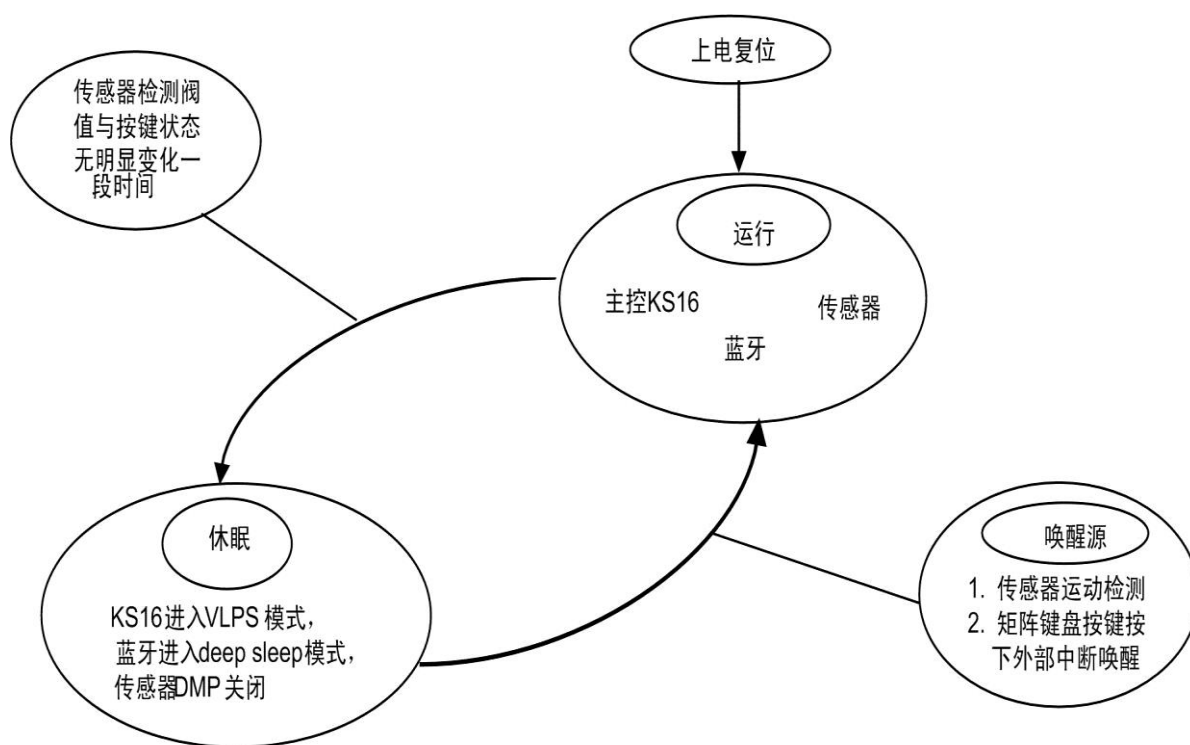 上电复位
传感器检测阀
值与按键状态
无明显变化一
段时间
运行
主控KS16
传感器
蓝牙
休眠
KS16进入VLPS 模式，
蓝牙进入deep sleep模式，
传感器DMP 关闭
唤醒源
1. 传感器运动检测
2. 矩阵键盘按键按
下外部中断唤醒